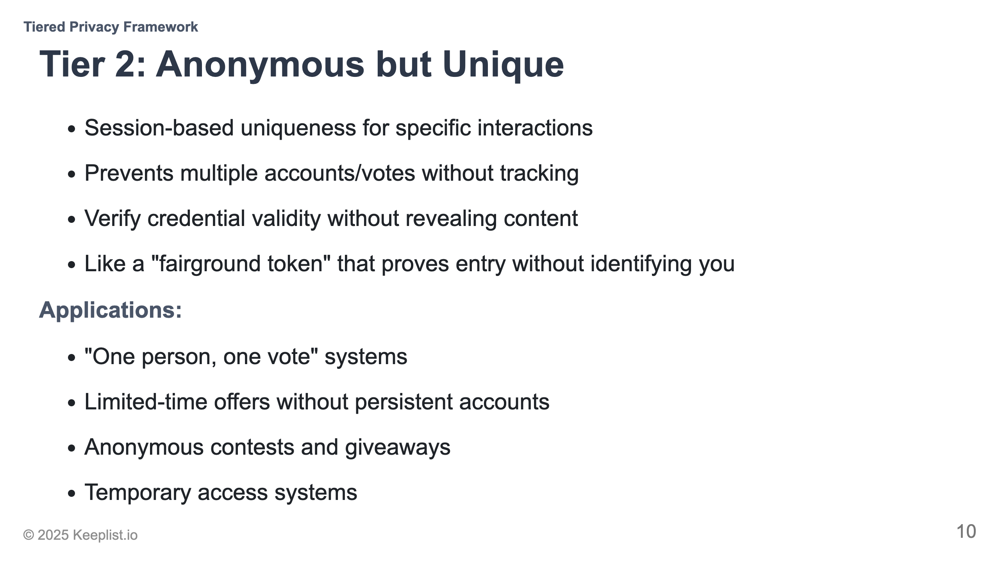 Tiered Privacy Framework
Tier 2: Anonymous but Unique
• Session-based uniqueness for specific interactions
• Prevents multiple accounts/votes without tracking
• Verify credential validity without revealing content
• Like a "fairground token" that proves entry without identifying you
Applications:
• "One person, one vote" systems
• Limited-time offers without persistent accounts
• Anonymous contests and giveaways
• Temporary access systems
© 2025 Keeplist.io
10